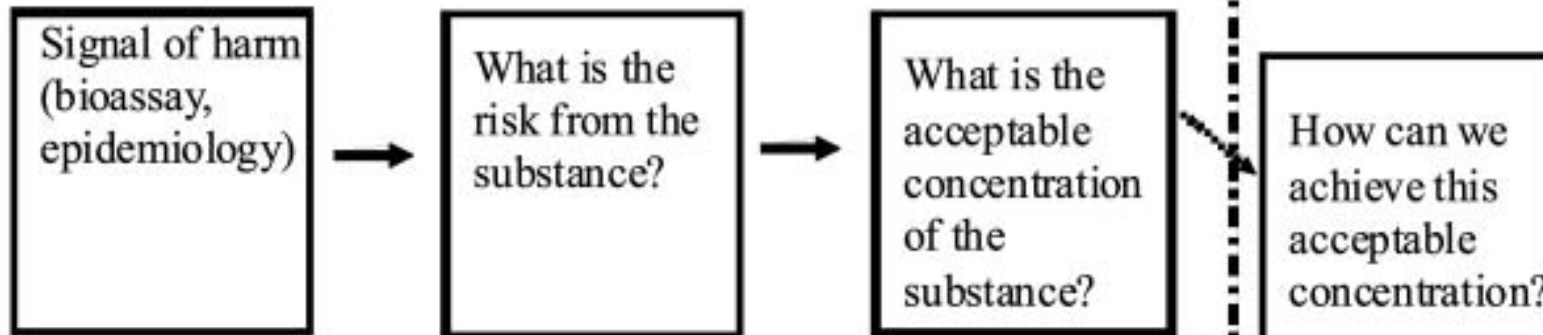 Signal of harm
(bioassay,
epidemiology)
What is the
risk from the
substance?
What is the
acceptable
concentration
of the
substance?
How can we
achieve this
acceptable
concentration?